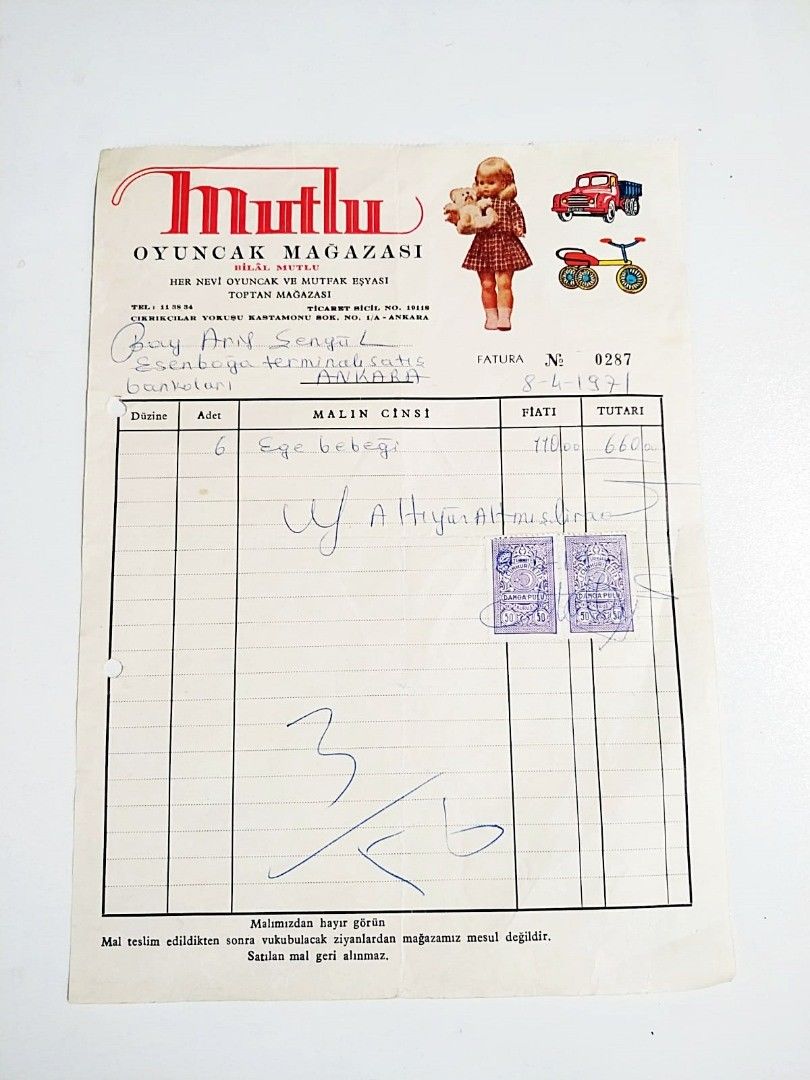 Mutlu
OYUNCAK MAĞAZASI
BİLÂL MUTLU
HER NEVİ OYUNCAK VE MUTFAK EŞYASI
TOPTAN MAĞAZASI
TEL: 11 38 34 TİCARET SİCİL NO. 19118
ÇIKRIKÇILAR YOKUŞU KASTAMONU SOK. NO. 1/A - ANKARA
Bay Arif Şenyül
Esenboğa terminali satış
bankoları ANKARA
FATURA № 0287
8-4-1971
Düzine Adet MALIN CİNSİ FİATI TUTARI
6 Ege bebeği 110,00 660,00
Altıyüzaltmışlira
DAMGA PULU DAMGA PULU
50 KURUŞ 50 50 KURUŞ 50
3
Malımızdan hayır görün
Mal teslim edildikten sonra vukubulacak ziyanlardan mağazamız mesul değildir.
Satılan mal geri alınmaz.